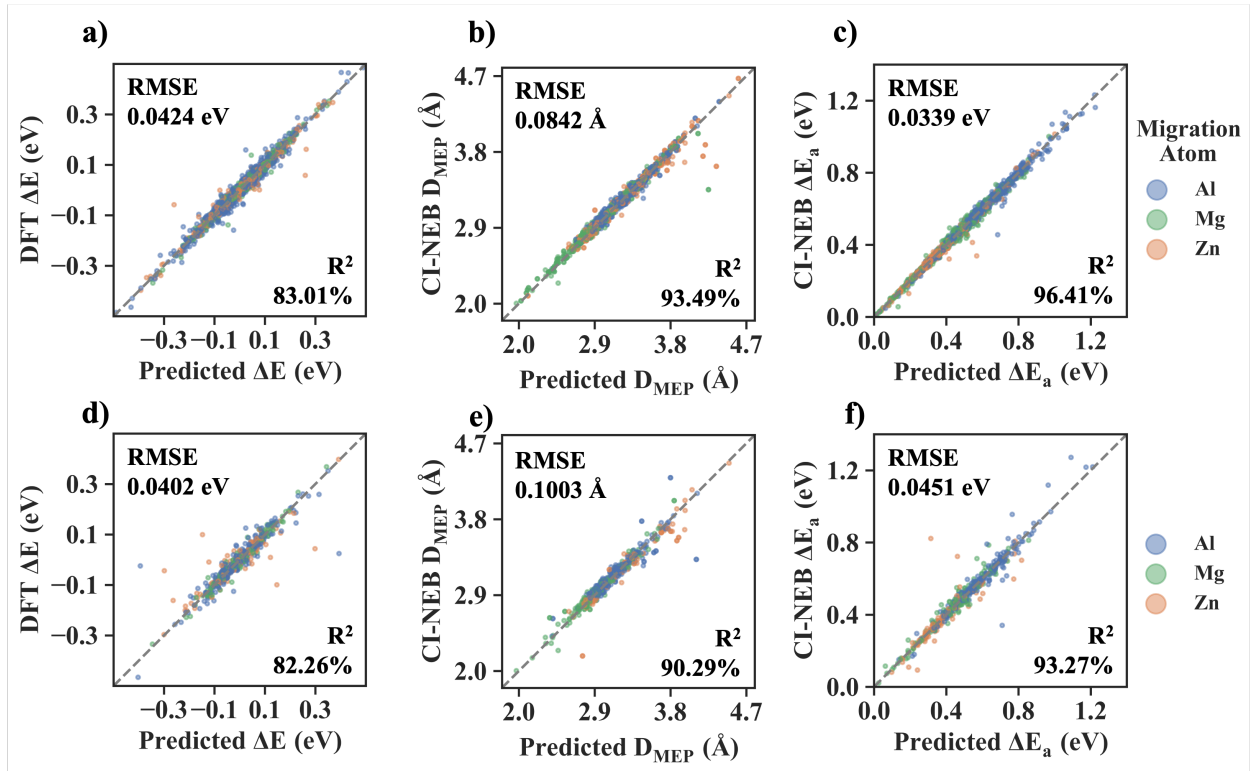 a)
RMSE
0.0424 eV
R²
83.01%
DFT ΔE (eV)
0.3
0.1
−0.1
−0.3
−0.3
−0.1
0.1
0.3
Predicted ΔE (eV)
b)
RMSE
0.0842 Å
R²
93.49%
CI-NEB D_MEP (Å)
4.7
3.8
2.9
2.0
2.0
2.9
3.8
4.7
Predicted D_MEP (Å)
c)
RMSE
0.0339 eV
R²
96.41%
CI-NEB ΔE_a (eV)
1.2
0.8
0.4
0.0
0.0
0.4
0.8
1.2
Predicted ΔE_a (eV)
Migration
Atom
Al
Mg
Zn
d)
RMSE
0.0402 eV
R²
82.26%
DFT ΔE (eV)
0.3
0.1
−0.1
−0.3
−0.3
−0.1
0.1
0.3
Predicted ΔE (eV)
e)
RMSE
0.1003 Å
R²
90.29%
CI-NEB D_MEP (Å)
4.7
3.8
2.9
2.0
2.0
2.9
3.8
4.7
Predicted D_MEP (Å)
f)
RMSE
0.0451 eV
R²
93.27%
CI-NEB ΔE_a (eV)
1.2
0.8
0.4
0.0
0.0
0.4
0.8
1.2
Predicted ΔE_a (eV)
Al
Mg
Zn